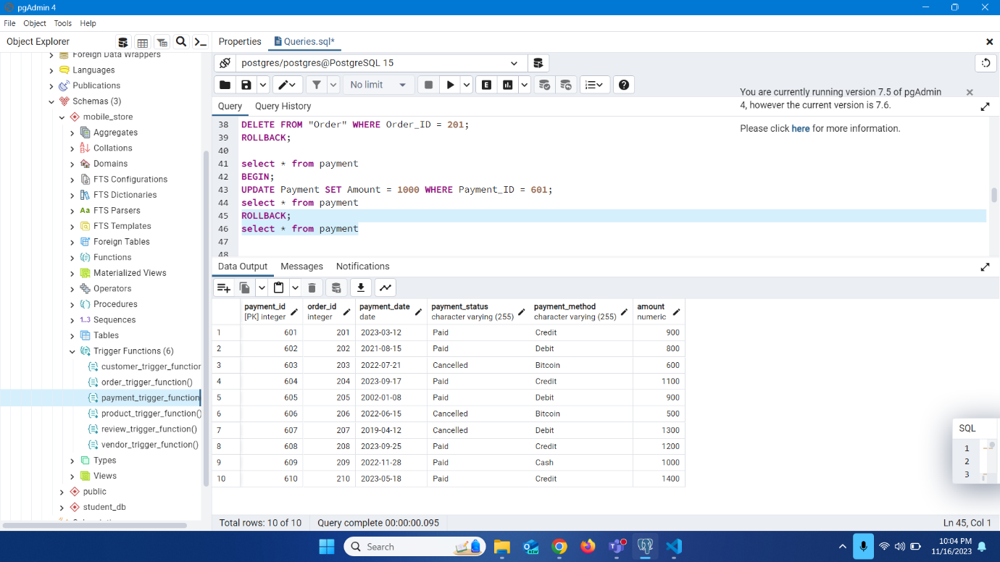 pgAdmin 4
File Object Tools Help
Object Explorer
Properties
Queries.sql*
Foreign Data Wrappers
Languages
Publications
Schemas (3)
mobile_store
Aggregates
Collations
Domains
FTS Configurations
FTS Dictionaries
Aa FTS Parsers
FTS Templates
Foreign Tables
Functions
Materialized Views
Operators
Procedures
1..3 Sequences
Tables
Trigger Functions (6)
customer_trigger_function
order_trigger_function()
payment_trigger_function
product_trigger_function()
review_trigger_function()
vendor_trigger_function()
Types
Views
public
student_db
postgres/postgres@PostgreSQL 15
No limit
E
You are currently running version 7.5 of pgAdmin
4, however the current version is 7.6.
Please click here for more information.
Query Query History
38 DELETE FROM "Order" WHERE Order_ID = 201;
39 ROLLBACK;
40
41 select * from payment
42 BEGIN;
43 UPDATE Payment SET Amount = 1000 WHERE Payment_ID = 601;
44 select * from payment
45 ROLLBACK;
46 select * from payment
47
48
Data Output Messages Notifications
payment_id order_id payment_date payment_status payment_method amount
[PK] integer integer date character varying (255) character varying (255) numeric
1 601 201 2023-03-12 Paid Credit 900
2 602 202 2021-08-15 Paid Debit 800
3 603 203 2022-07-21 Cancelled Bitcoin 600
4 604 204 2023-09-17 Paid Credit 1100
5 605 205 2002-01-08 Paid Debit 900
6 606 206 2022-06-15 Cancelled Bitcoin 500
7 607 207 2019-04-12 Cancelled Debit 1300
8 608 208 2023-09-25 Paid Credit 1200
9 609 209 2022-11-28 Paid Cash 1000
10 610 210 2023-05-18 Paid Credit 1400
SQL
1
2
3
Total rows: 10 of 10 Query complete 00:00:00.095 Ln 45, Col 1
Search
NEW
10:04 PM
11/16/2023